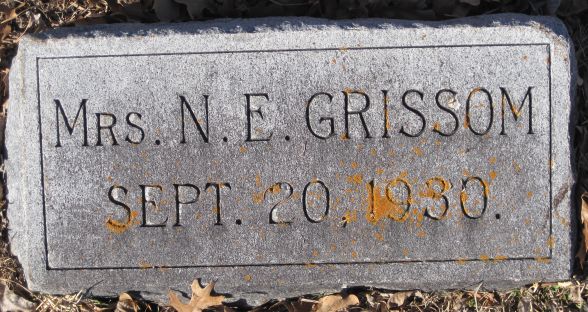 MRS. N. E. GRISSOM
SEPT. 20, 1930.